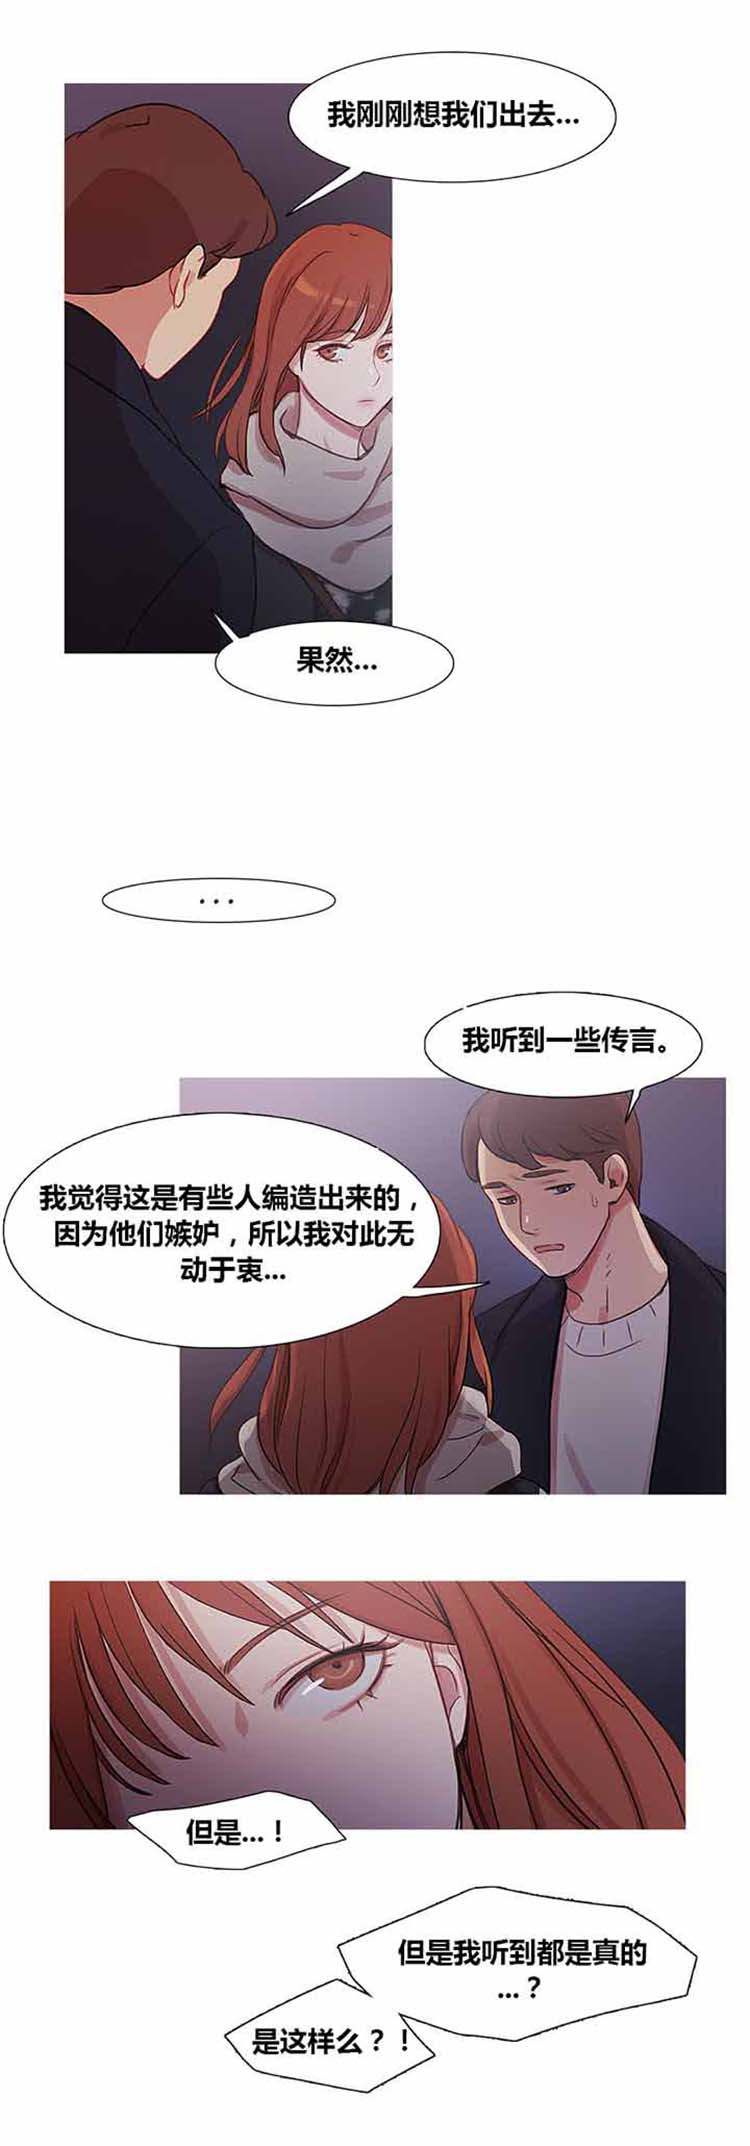 我刚刚想我们出去...
果然...
...
我听到一些传言。
我觉得这是有些人编造出来的，
因为他们嫉妒，所以我对此无
动于衷...
但是...！
但是我听到都是真的
...？
是这样么？！